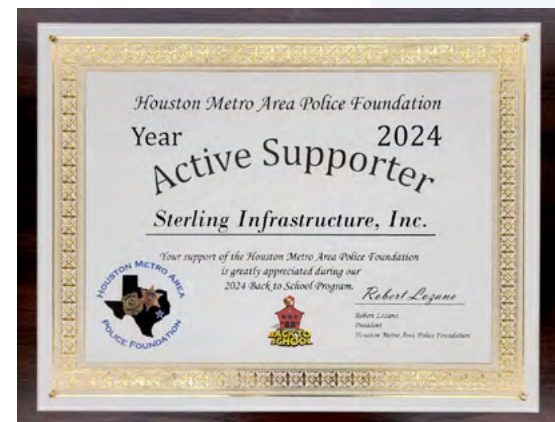 Houston Metro Area Police Foundation
Year 2024
Active Supporter
Sterling Infrastructure, Inc.
Your support of the Houston Metro Area Police Foundation
is greatly appreciated during our
2024 Back to School Program.
Robert Lozano
Robert Lozano
President
Houston Metro Area Police Foundation
HOUSTON METRO AREA
POLICE FOUNDATION
BACK TO
SCHOOL